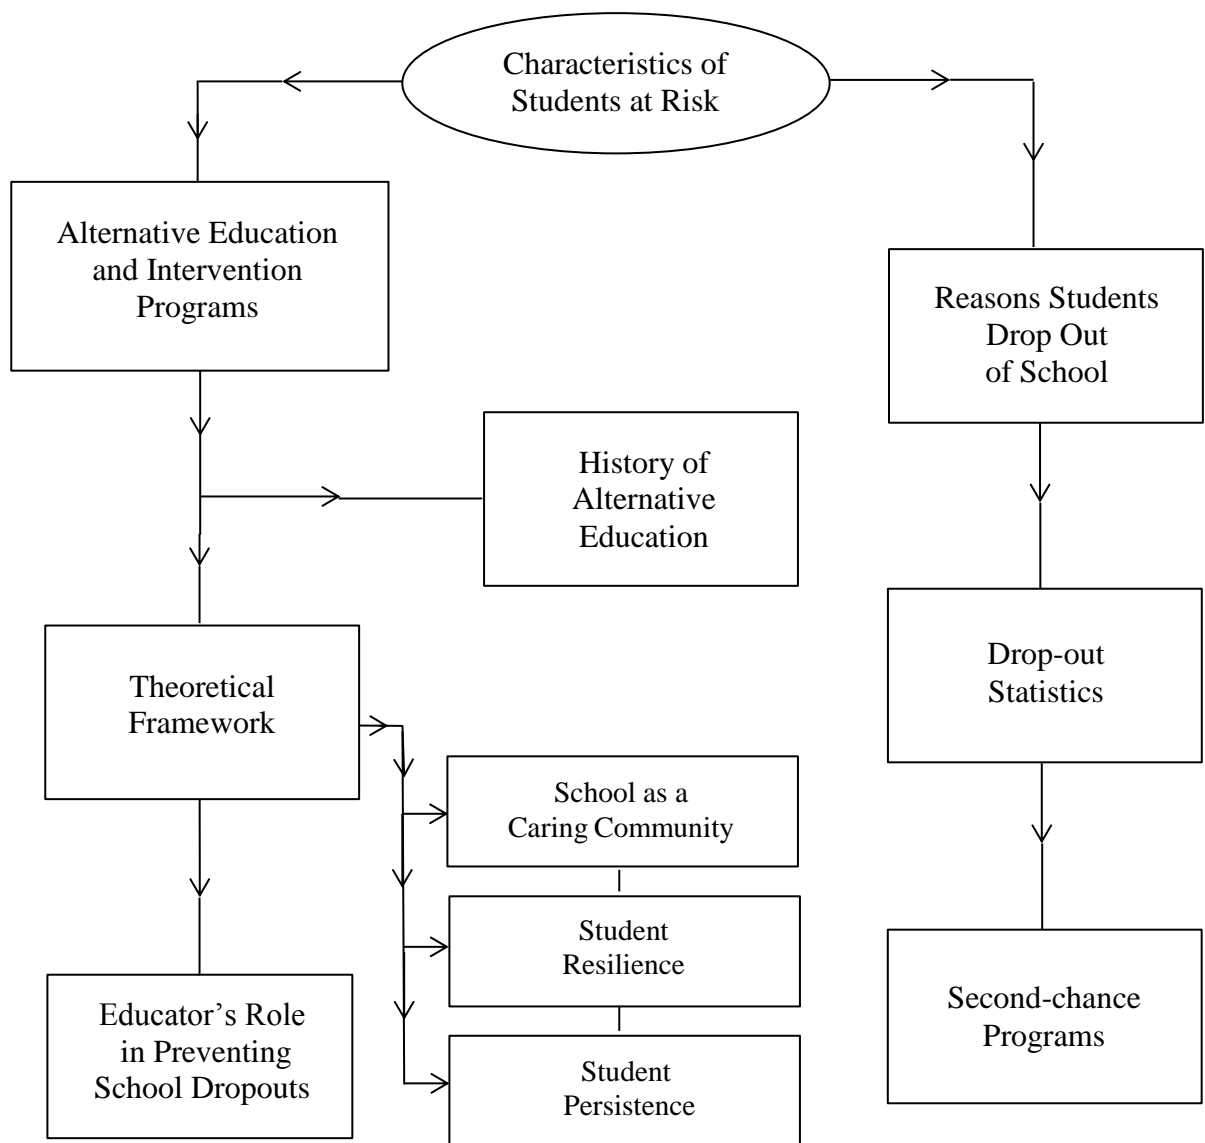 Characteristics of
Students at Risk
Alternative Education
and Intervention
Programs
Reasons Students
Drop Out
of School
History of
Alternative
Education
Theoretical
Framework
Drop-out
Statistics
School as a
Caring Community
Student
Resilience
Student
Persistence
Educator’s Role
in Preventing
School Dropouts
Second-chance
Programs